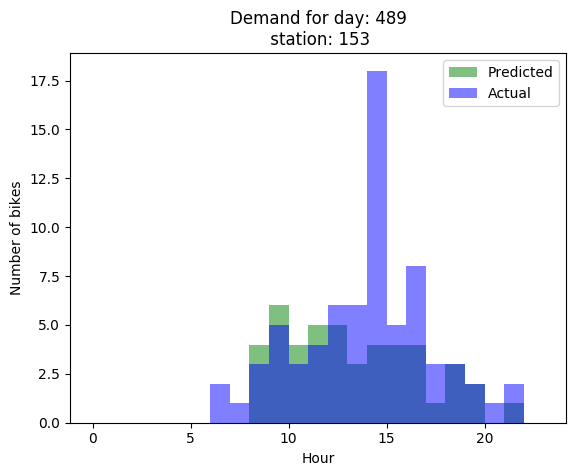 Demand for day: 489
station: 153
Predicted
Actual
Number of bikes
17.5
15.0
12.5
10.0
7.5
5.0
2.5
0.0
0 5 10 15 20
Hour